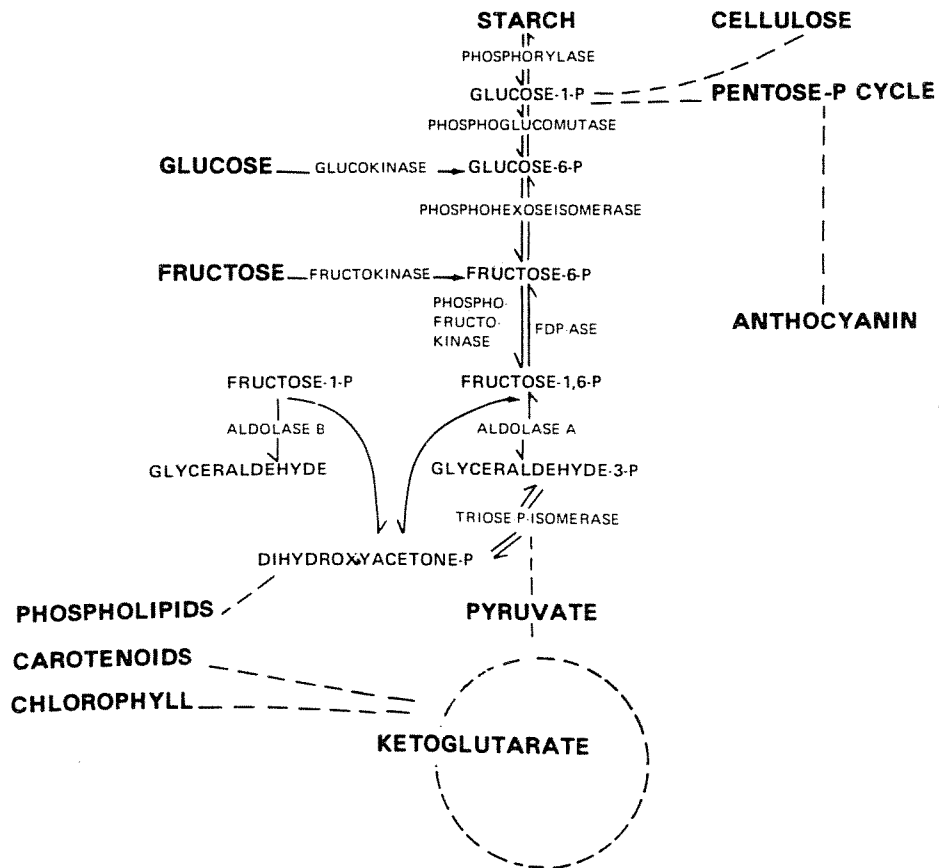 STARCH
CELLULOSE
PHOSPHORYLASE
GLUCOSE-1-P
PENTOSE-P CYCLE
PHOSPHOGLUCOMUTASE
GLUCOSE
GLUCOKINASE
GLUCOSE-6-P
PHOSPHOHEXOSEISOMERASE
FRUCTOSE
FRUCTOKINASE
FRUCTOSE-6-P
PHOSPHO-
FRUCTO-
KINASE
FDP-ASE
ANTHOCYANIN
FRUCTOSE-1-P
FRUCTOSE-1,6-P
ALDOLASE B
ALDOLASE A
GLYCERALDEHYDE
GLYCERALDEHYDE-3-P
TRIOSE-P-ISOMERASE
DIHYDROXYACETONE-P
PHOSPHOLIPIDS
PYRUVATE
CAROTENOIDS
CHLOROPHYLL
KETOGLUTARATE